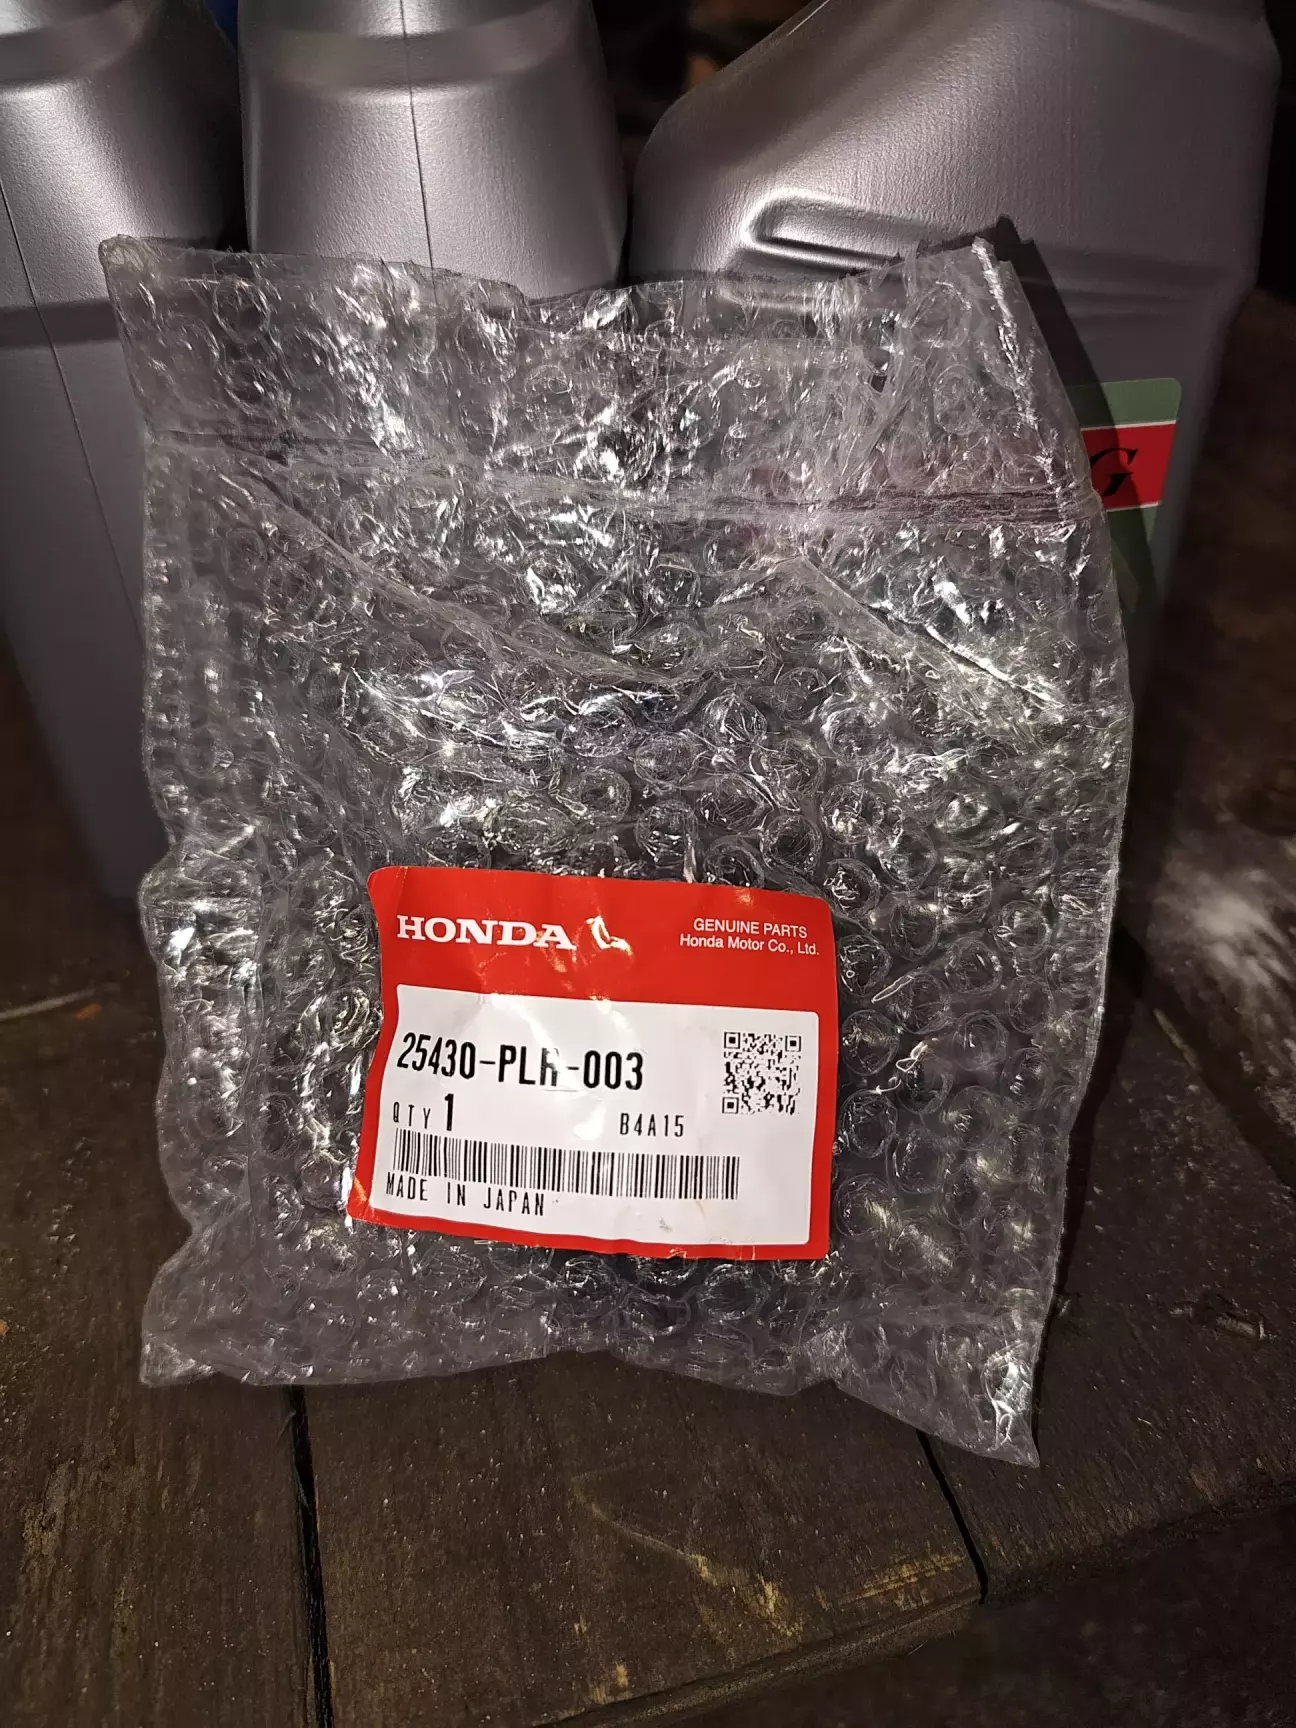 G
HONDA
GENUINE PARTS
Honda Motor Co., Ltd.
25430-PLR-003
QTY 1 B4A15
MADE IN JAPAN